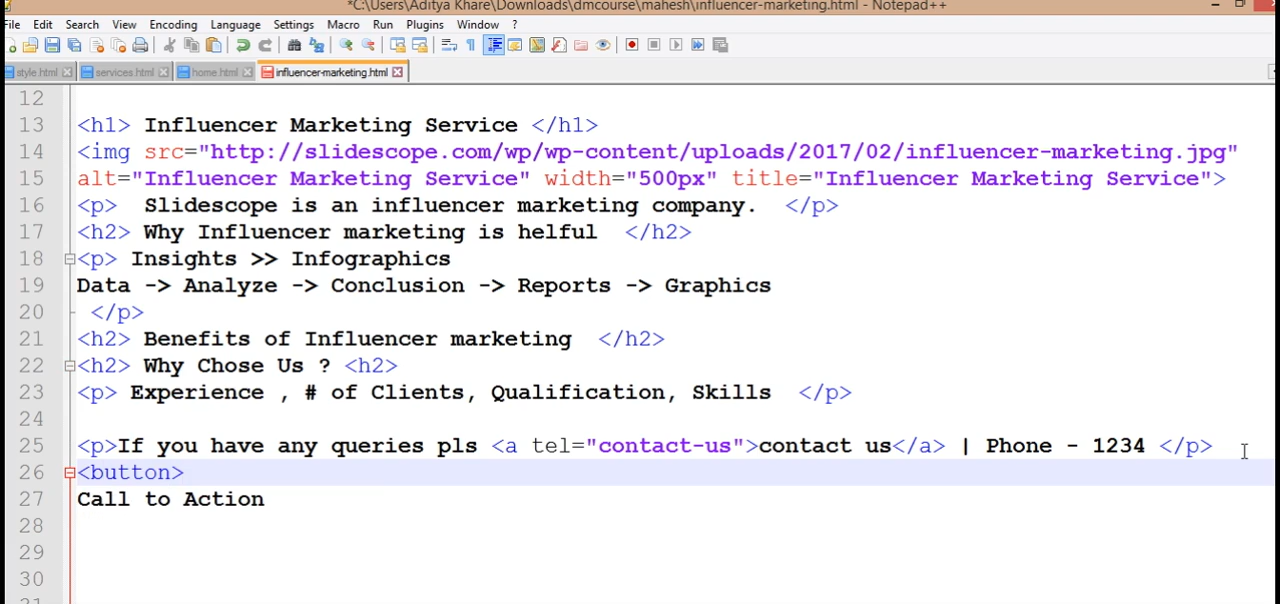 *C:\Users\Aditya Khare\Downloads\dmcourse\mahesh\influencer-marketing.html - Notepad++
File Edit Search View Encoding Language Settings Macro Run Plugins Window ?
style.html services.html home.html influencer-marketing.html
12
13 <h1> Influencer Marketing Service </h1>
14 <img src="http://slidescope.com/wp/wp-content/uploads/2017/02/influencer-marketing.jpg"
15 alt="Influencer Marketing Service" width="500px" title="Influencer Marketing Service">
16 <p> Slidescope is an influencer marketing company. </p>
17 <h2> Why Influencer marketing is helful </h2>
18 <p> Insights >> Infographics
19 Data -> Analyze -> Conclusion -> Reports -> Graphics
20 </p>
21 <h2> Benefits of Influencer marketing </h2>
22 <h2> Why Chose Us ? <h2>
23 <p> Experience , # of Clients, Qualification, Skills </p>
24
25 <p>If you have any queries pls <a tel="contact-us">contact us</a> | Phone - 1234 </p>
26 <button>
27 Call to Action
28
29
30